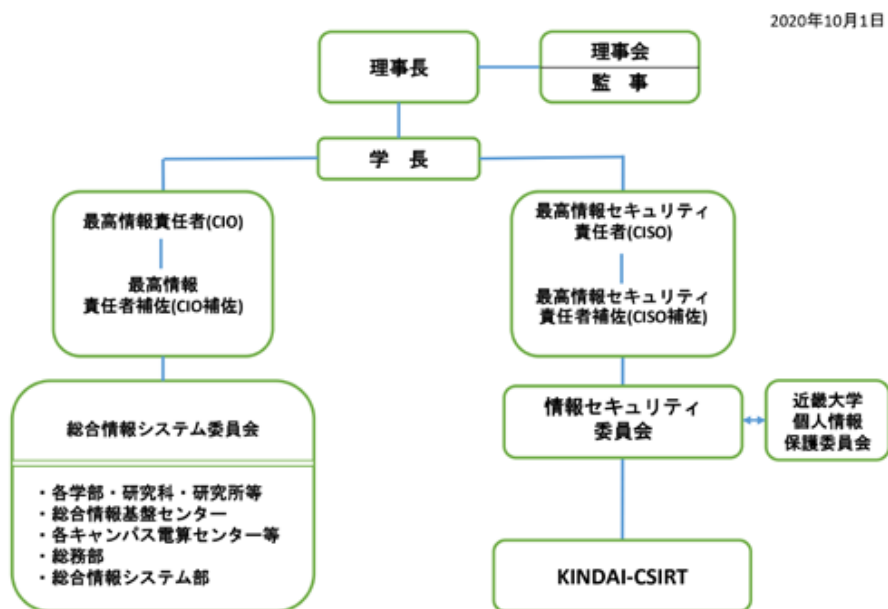 2020年10月1日
理事長
理事会
監　事
学　長
最高情報責任者(CIO)
最高情報
責任者補佐(CIO補佐)
最高情報セキュリティ
責任者(CISO)
最高情報セキュリティ
責任者補佐(CISO補佐)
総合情報システム委員会
・各学部・研究科・研究所等
・総合情報基盤センター
・各キャンパス電算センター等
・総務部
・総合情報システム部
情報セキュリティ
委員会
近畿大学
個人情報
保護委員会
KINDAI-CSIRT